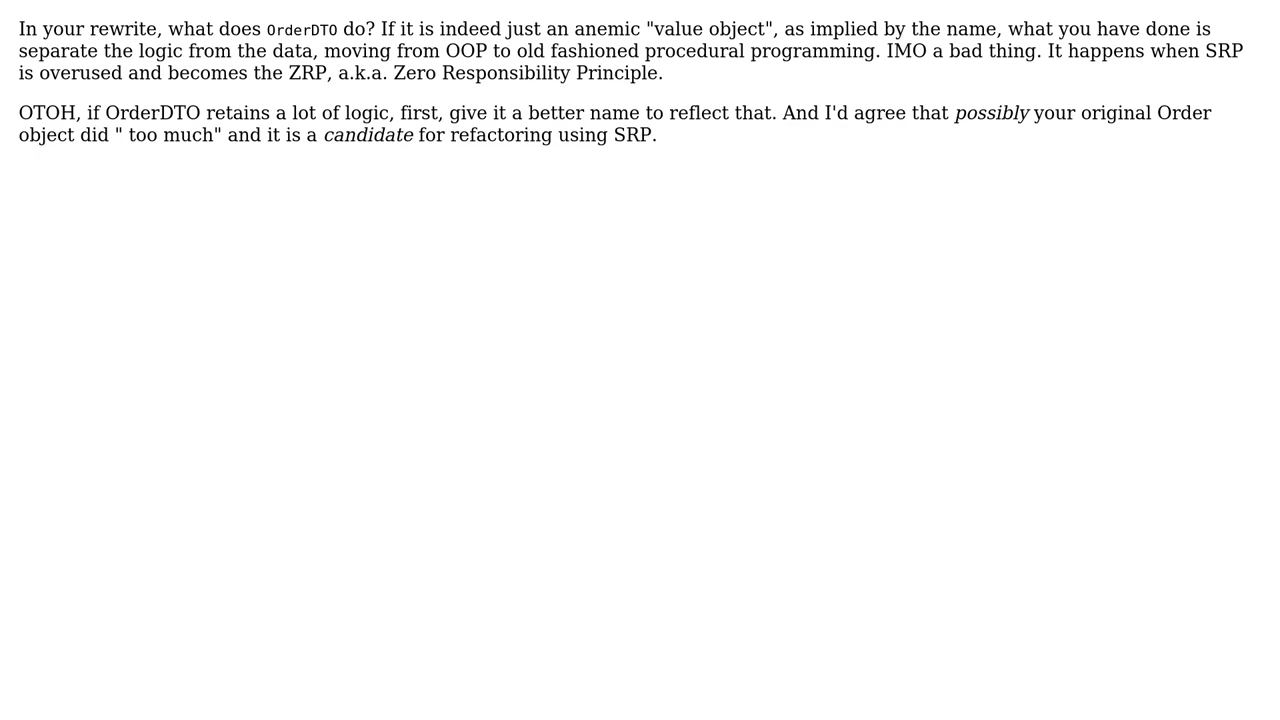 In your rewrite, what does OrderDTO do? If it is indeed just an anemic "value object", as implied by the name, what you have done is
separate the logic from the data, moving from OOP to old fashioned procedural programming. IMO a bad thing. It happens when SRP
is overused and becomes the ZRP, a.k.a. Zero Responsibility Principle.
OTOH, if OrderDTO retains a lot of logic, first, give it a better name to reflect that. And I'd agree that possibly your original Order
object did " too much" and it is a candidate for refactoring using SRP.